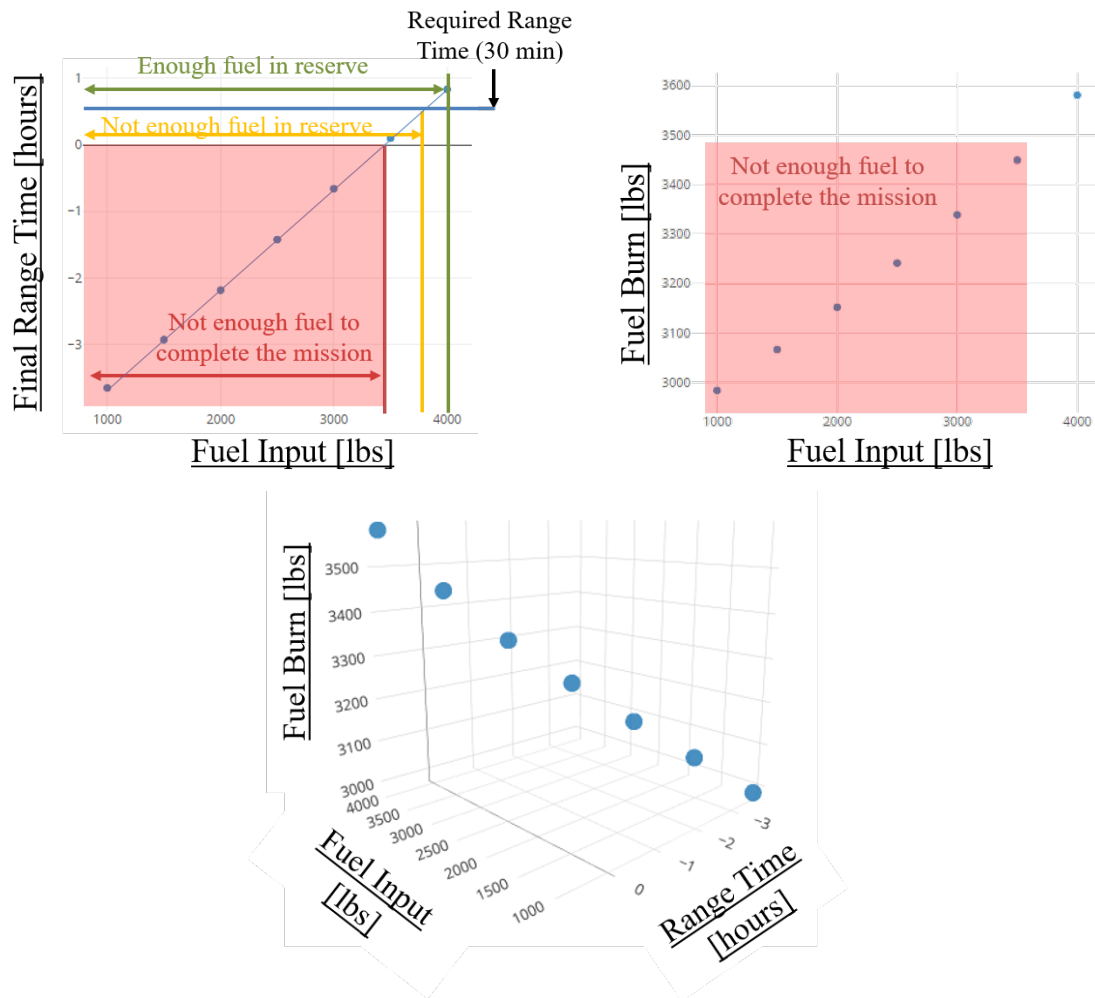 Required Range
Time (30 min)
Enough fuel in reserve
Not enough fuel in reserve
Not enough fuel to
complete the mission
Final Range Time [hours]
1
0
−1
−2
−3
1000
2000
3000
4000
Fuel Input [lbs]
Not enough fuel to
complete the mission
Fuel Burn [lbs]
3600
3500
3400
3300
3200
3100
3000
1000
2000
3000
4000
Fuel Input [lbs]
Fuel Burn [lbs]
3500
3400
3300
3200
3100
3000
4000
3500
3000
2500
2000
1500
1000
Fuel Input
[lbs]
0
−1
−2
−3
Range Time
[hours]